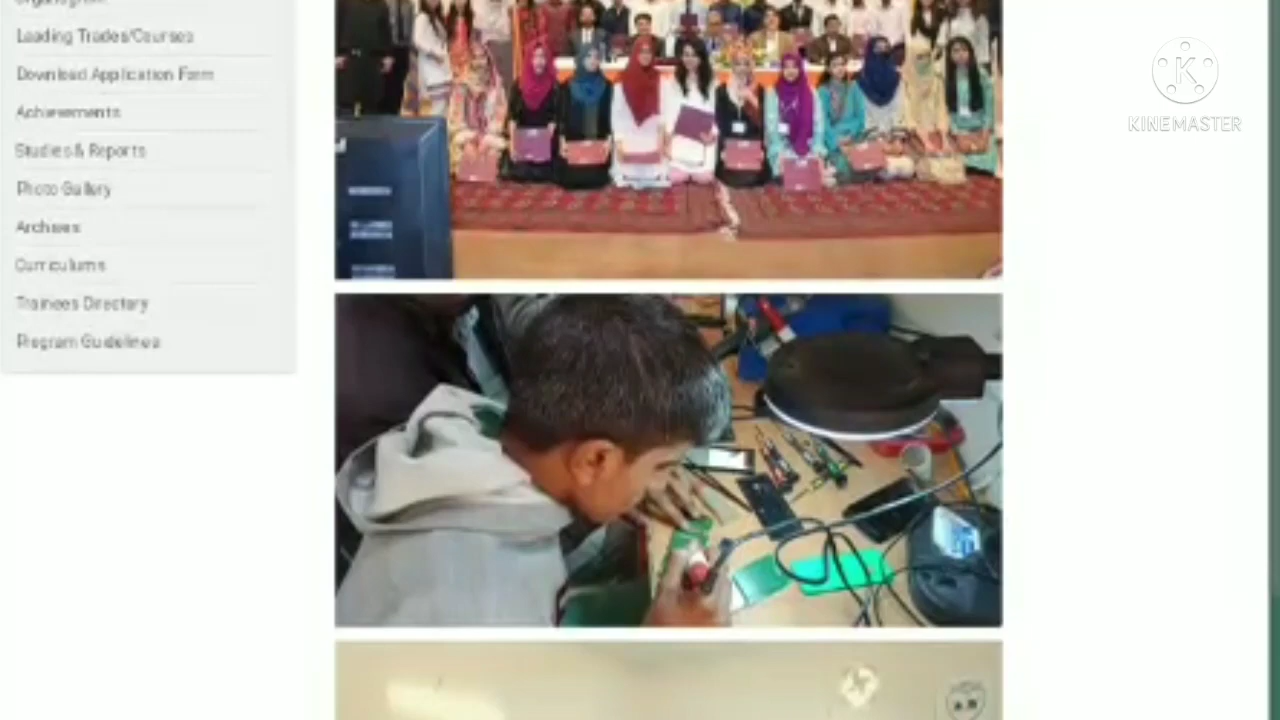 Leading Trades/Courses
Download Application Form
Achievements
Studies & Reports
Photo Gallery
Archives
Curriculums
Trainees Directory
Program Guidelines
KINEMASTER